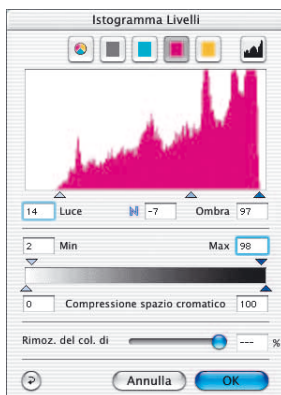 Istogramma Livelli
14 Luce -7 Ombra 97
2 Min Max 98
0 Compressione spazio cromatico 100
Rimoz. del col. di --- %
Annulla OK